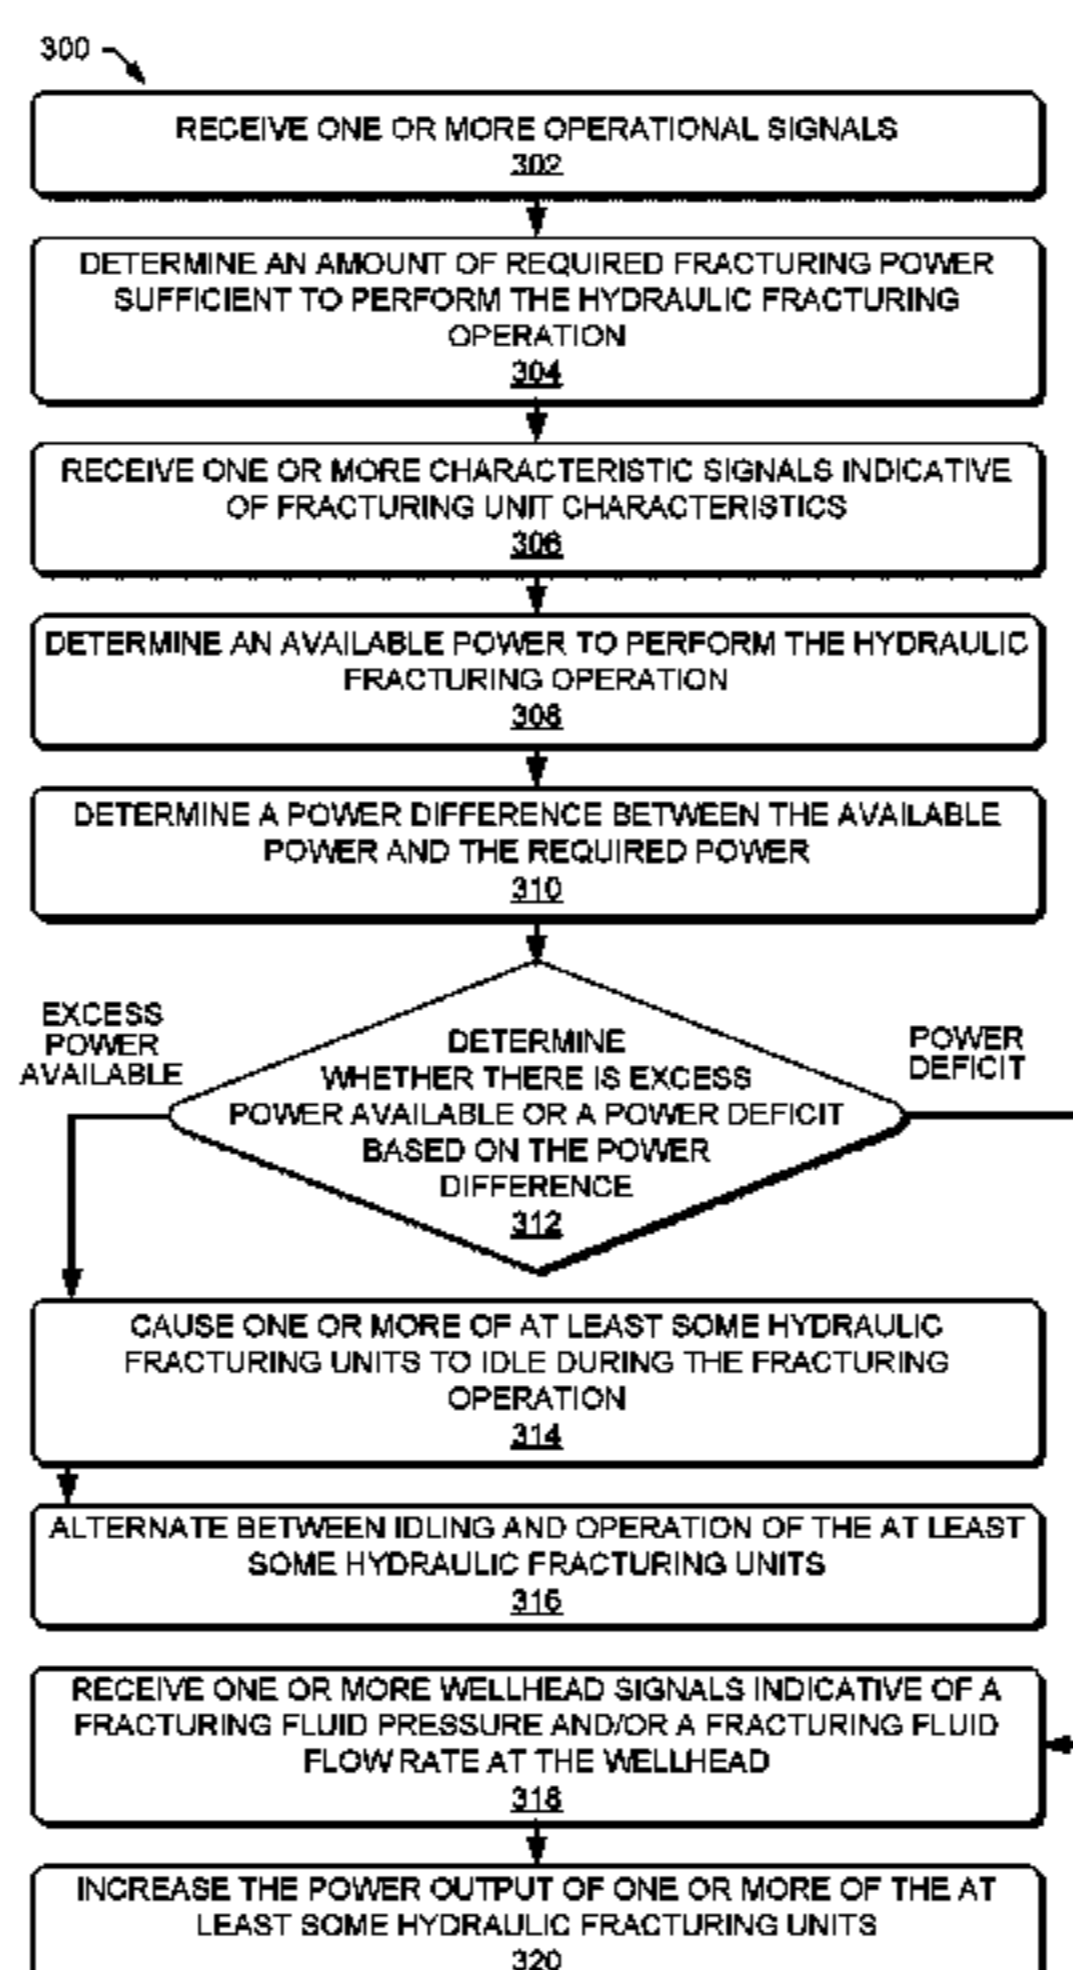 300
RECEIVE ONE OR MORE OPERATIONAL SIGNALS
302
DETERMINE AN AMOUNT OF REQUIRED FRACTURING POWER
SUFFICIENT TO PERFORM THE HYDRAULIC FRACTURING
OPERATION
304
RECEIVE ONE OR MORE CHARACTERISTIC SIGNALS INDICATIVE
OF FRACTURING UNIT CHARACTERISTICS
306
DETERMINE AN AVAILABLE POWER TO PERFORM THE HYDRAULIC
FRACTURING OPERATION
308
DETERMINE A POWER DIFFERENCE BETWEEN THE AVAILABLE
POWER AND THE REQUIRED POWER
310
EXCESS
POWER
AVAILABLE
DETERMINE
WHETHER THERE IS EXCESS
POWER AVAILABLE OR A POWER DEFICIT
BASED ON THE POWER
DIFFERENCE
312
POWER
DEFICIT
CAUSE ONE OR MORE OF AT LEAST SOME HYDRAULIC
FRACTURING UNITS TO IDLE DURING THE FRACTURING
OPERATION
314
ALTERNATE BETWEEN IDLING AND OPERATION OF THE AT LEAST
SOME HYDRAULIC FRACTURING UNITS
316
RECEIVE ONE OR MORE WELLHEAD SIGNALS INDICATIVE OF A
FRACTURING FLUID PRESSURE AND/OR A FRACTURING FLUID
FLOW RATE AT THE WELLHEAD
318
INCREASE THE POWER OUTPUT OF ONE OR MORE OF THE AT
LEAST SOME HYDRAULIC FRACTURING UNITS
320